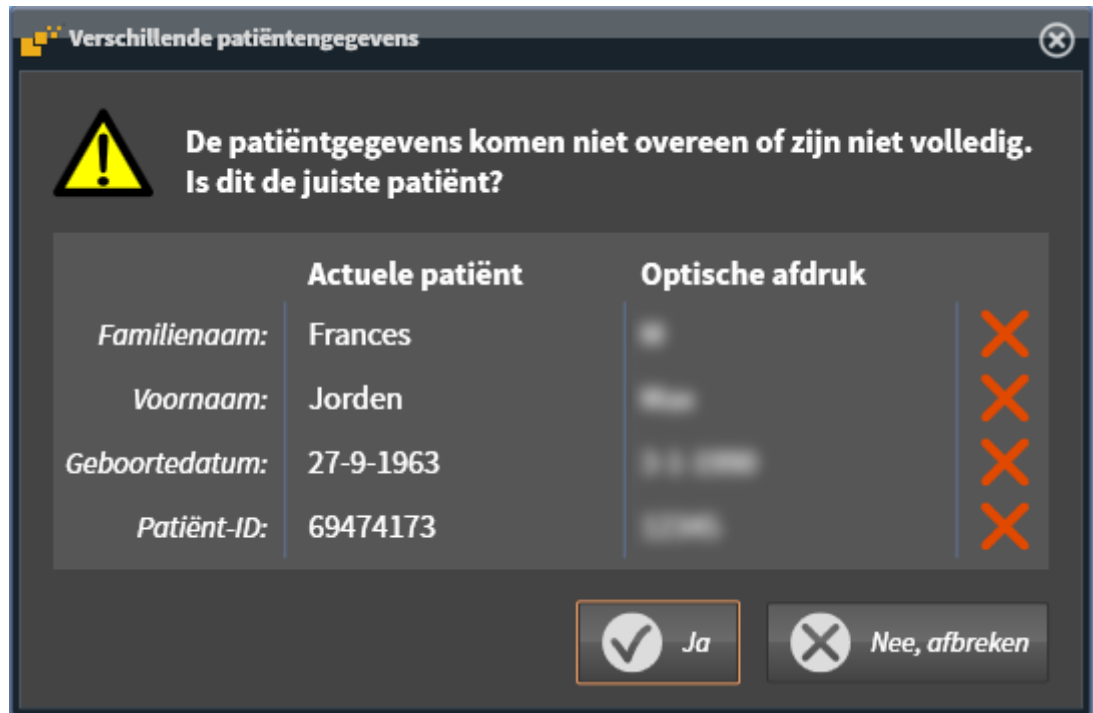 Verschillende patiëntengegevens
De patiëntgegevens komen niet overeen of zijn niet volledig.
Is dit de juiste patiënt?
Actuele patiënt Optische afdruk
Familienaam: Frances
Voornaam: Jorden
Geboortedatum: 27-9-1963
Patiënt-ID: 69474173
Ja Nee, afbreken